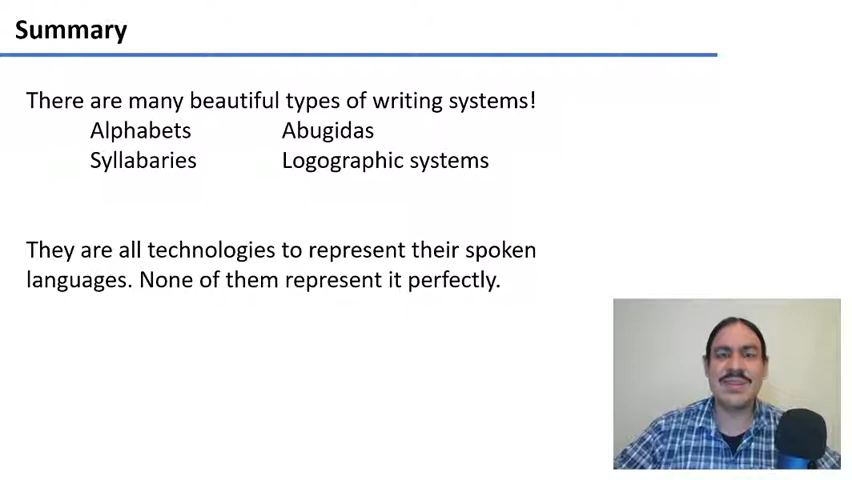 Summary
There are many beautiful types of writing systems!
Alphabets Abugidas
Syllabaries Logographic systems
They are all technologies to represent their spoken
languages. None of them represent it perfectly.